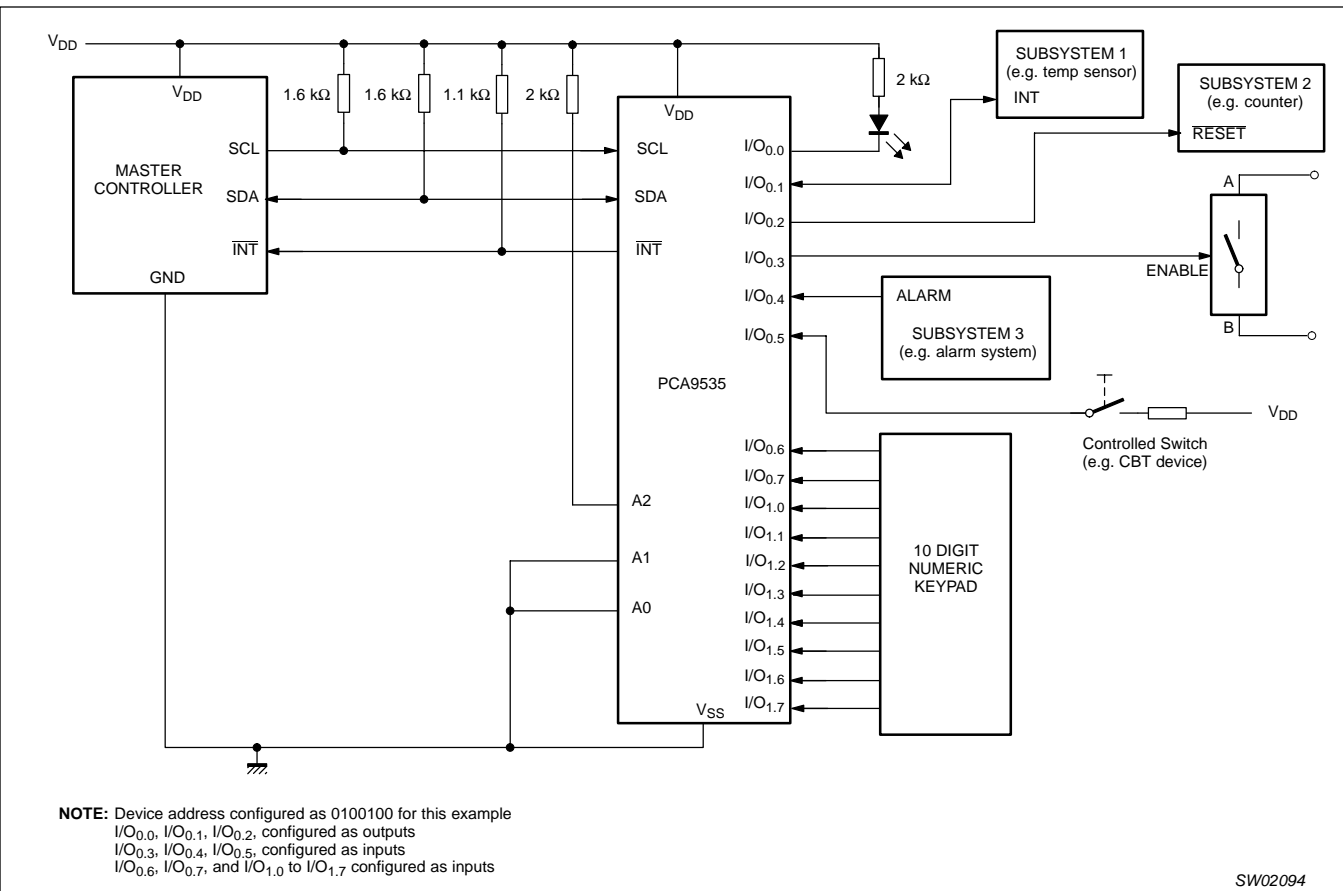 VDD
VDD
1.6 kΩ
1.6 kΩ
1.1 kΩ
2 kΩ
MASTER
CONTROLLER
SCL
SDA
INT
GND
VDD
SCL
SDA
INT
PCA9535
A2
A1
A0
VSS
I/O0.0
I/O0.1
I/O0.2
I/O0.3
I/O0.4
I/O0.5
I/O0.6
I/O0.7
I/O1.0
I/O1.1
I/O1.2
I/O1.3
I/O1.4
I/O1.5
I/O1.6
I/O1.7
2 kΩ
SUBSYSTEM 1
(e.g. temp sensor)
INT
SUBSYSTEM 2
(e.g. counter)
RESET
A
ENABLE
B
ALARM
SUBSYSTEM 3
(e.g. alarm system)
VDD
Controlled Switch
(e.g. CBT device)
10 DIGIT
NUMERIC
KEYPAD
NOTE: Device address configured as 0100100 for this example
I/O0.0, I/O0.1, I/O0.2, configured as outputs
I/O0.3, I/O0.4, I/O0.5, configured as inputs
I/O0.6, I/O0.7, and I/O1.0 to I/O1.7 configured as inputs
SW02094